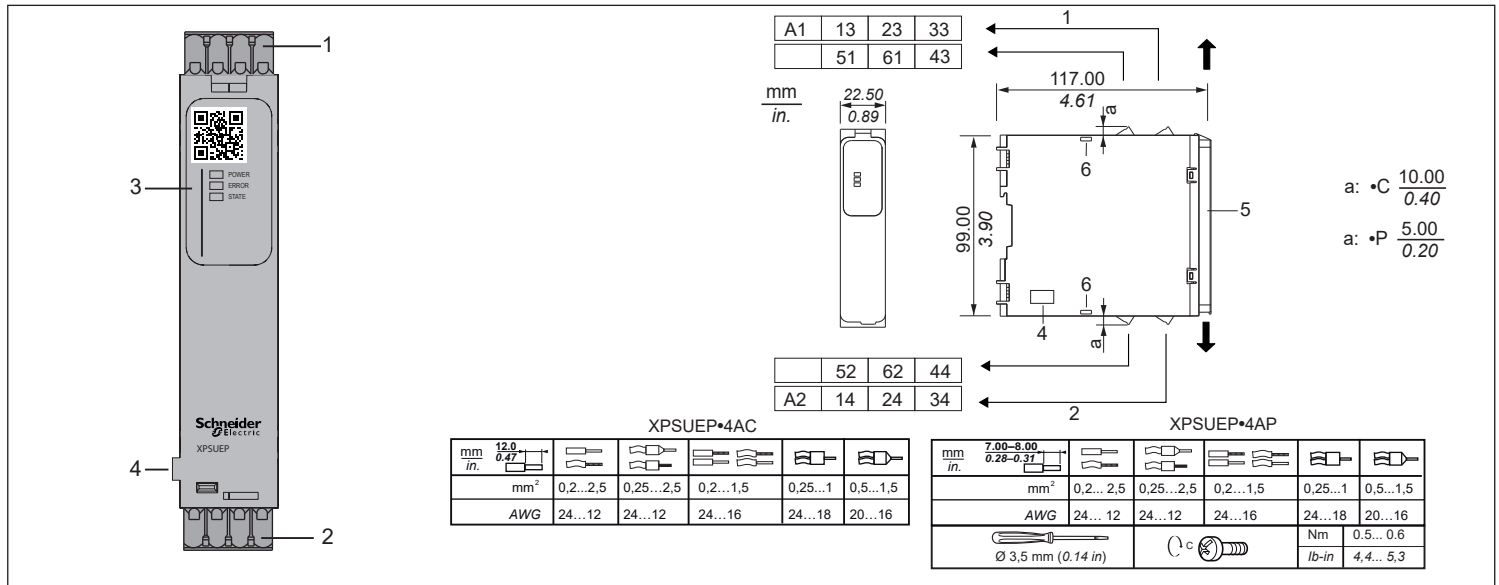 1
3
POWER
ERROR
STATE
Schneider
Electric
XPSUEP
4
2
A1 13 23 33
51 61 43
1
mm
in.
22.50
0.89
117.00
4.61
a
6
99.00
3.90
5
a: •C 10.00
0.40
a: •P 5.00
0.20
6
4
a
52 62 44
A2 14 24 34
2
XPSUEP•4AC
mm
in.
12.0
0.47
mm² 0,2...2,5 0,25...2,5 0,2...1,5 0,25...1 0,5...1,5
AWG 24...12 24...12 24...16 24...18 20...16
XPSUEP•4AP
mm
in.
7.00–8.00
0.28–0.31
mm² 0,2... 2,5 0,25...2,5 0,2...1,5 0,25...1 0,5...1,5
AWG 24... 12 24...12 24...16 24...18 20...16
Ø 3,5 mm (0.14 in)
C
Nm 0.5... 0.6
lb-in 4,4... 5,3